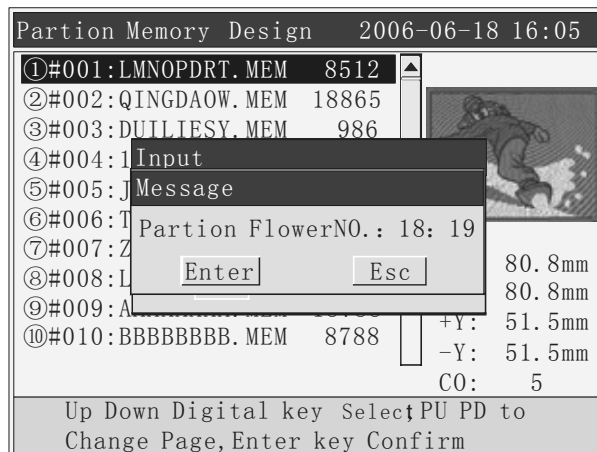 Partion Memory Design 2006-06-18 16:05
①#001:LMNOPDRT.MEM 8512
②#002:QINGDAOW.MEM 18865
③#003:DUILIESY.MEM 986
④#004:1
Input
⑤#005:J
Message
⑥#006:T
Partion FlowerNO.: 18: 19
⑦#007:Z
⑧#008:L
Enter Esc
80.8mm
80.8mm
⑨#009:A
+Y: 51.5mm
⑩#010:BBBBBBBB.MEM 8788
-Y: 51.5mm
CO: 5
Up Down Digital key Select,PU PD to
Change Page,Enter key Confirm